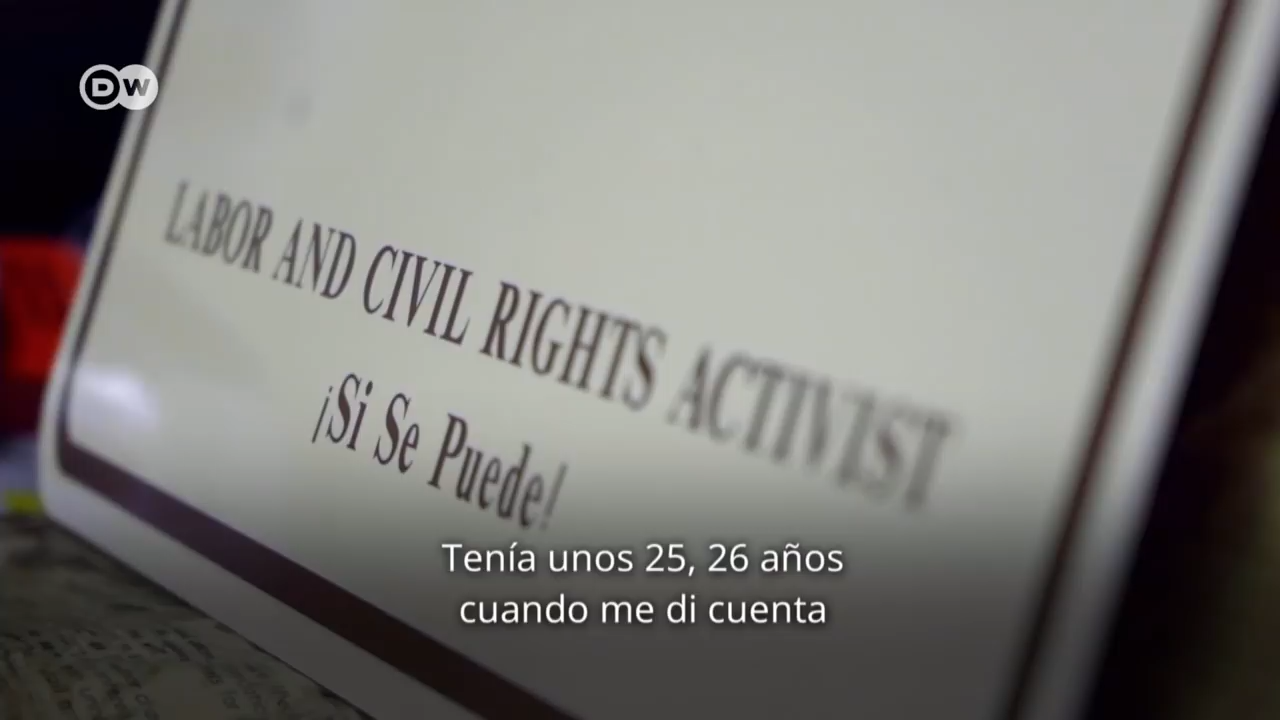 DW
LABOR AND CIVIL RIGHTS ACTIVIST
¡Si Se Puede!
Tenía unos 25, 26 años
cuando me di cuenta